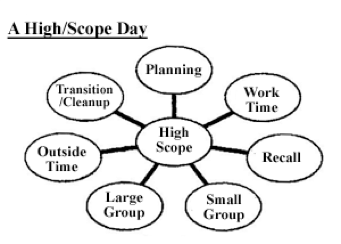 A High/Scope Day
Planning
Transition
/Cleanup
Work
Time
High
Scope
Outside
Time
Recall
Large
Group
Small
Group